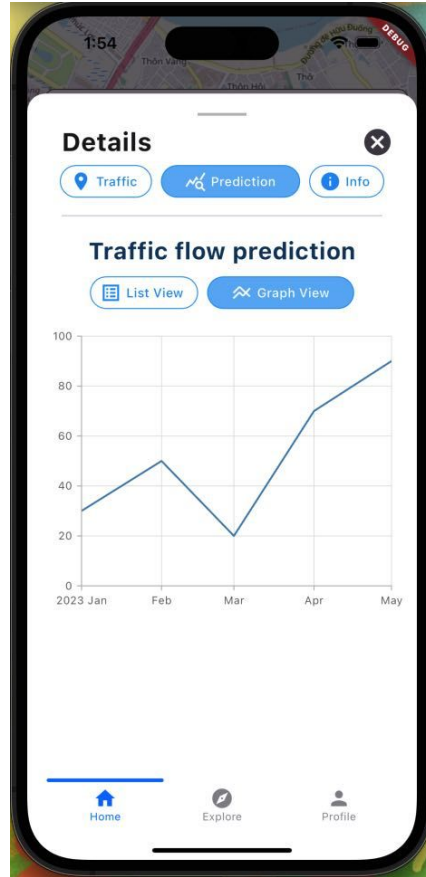 1:54
DEBUG
Thôn Vang
Thôn Hội
Details
Traffic
Prediction
Info
Traffic flow prediction
List View
Graph View
100
80
60
40
20
0
2023 Jan Feb Mar Apr May
Home Explore Profile